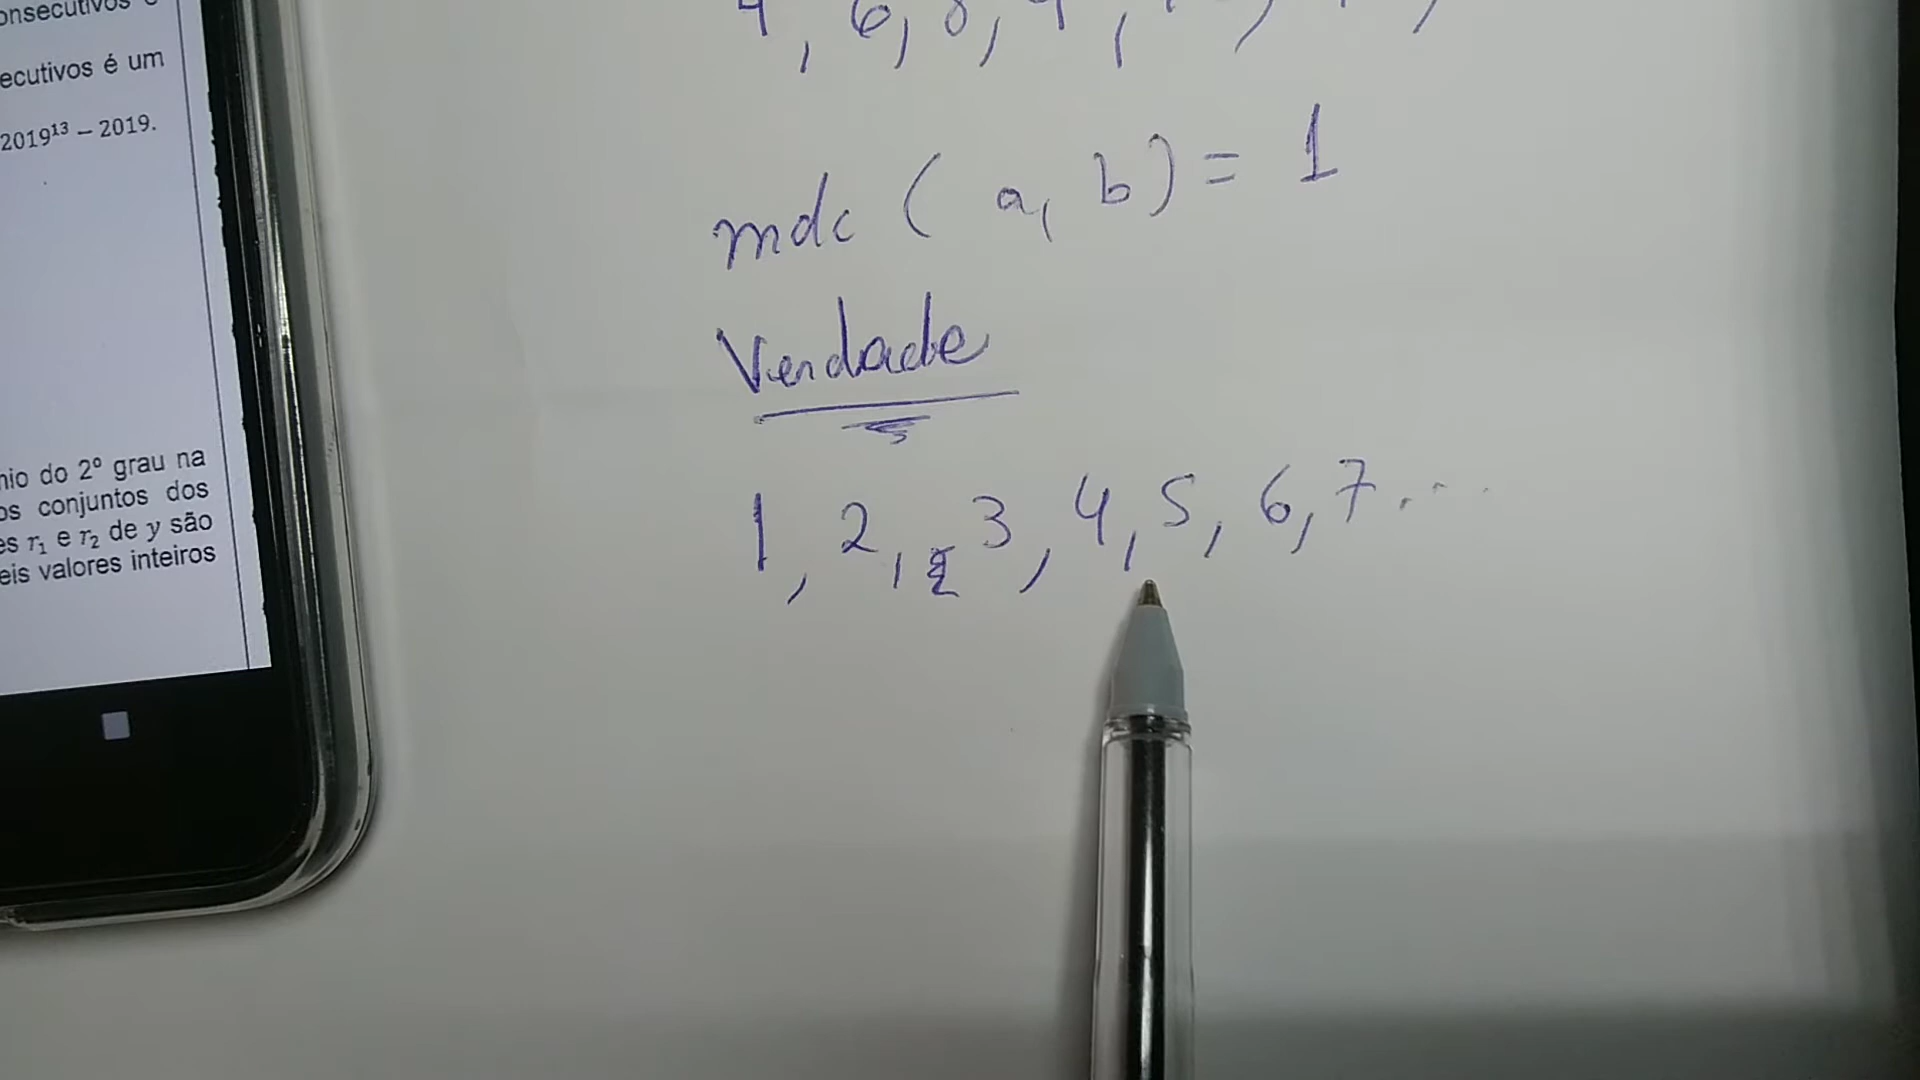 ecutivos é um
2019¹³ – 2019.
mdc ( a, b) = 1
Verdade
1, 2, 3, 4, 5, 6, 7...
nio do 2º grau na
os conjuntos dos
es r₁ e r₂ de y são
eis valores inteiros